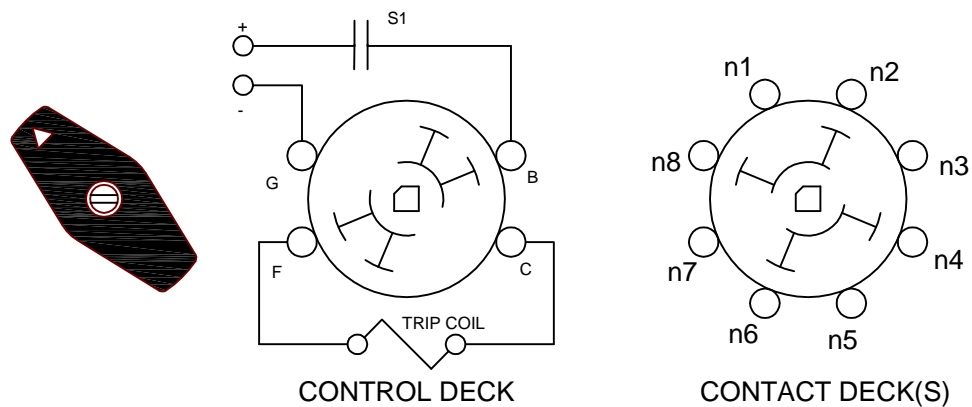 S1
+
-
G
B
F
C
TRIP COIL
CONTROL DECK
n1
n2
n8
n3
n7
n4
n6
n5
CONTACT DECK(S)